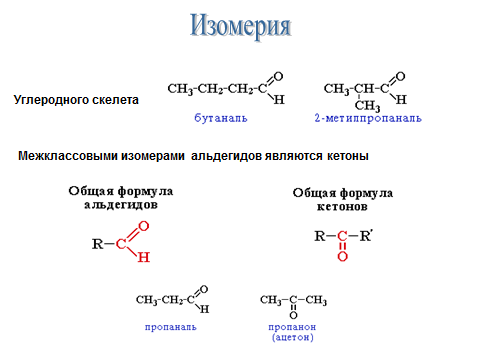 Изомерия
Углеродного скелета
CH₃-CH₂-CH₂-C
O
H
бутаналь
CH₃-CH-C
O
H
CH₃
2-метиппропаналь
Межклассовыми изомерами альдегидов являются кетоны
Общая формула
альдегидов
R-C
O
H
Общая формула
кетонов
R-C-R'
O
CH₃-CH₂-C
O
H
пропаналь
CH₃-C-CH₃
O
пропанон
(ацетон)